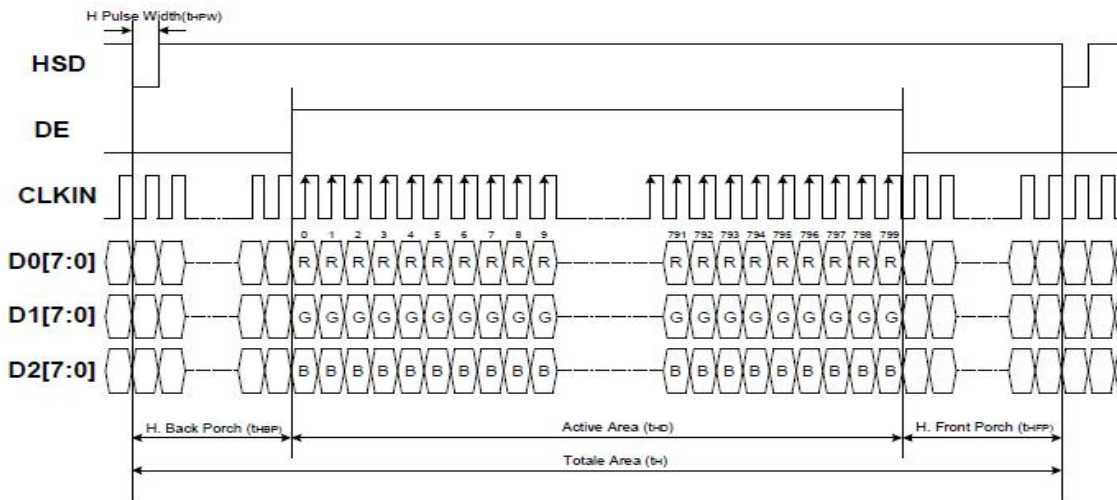 H Pulse Width(tHPW)
HSD
DE
CLKIN
0 1 2 3 4 5 6 7 8 9 791 792 793 794 795 796 797 798 799
D0[7:0] R R R R R R R R R R R R R R R R R R R
D1[7:0] G G G G G G G G G G G G G G G G G G G
D2[7:0] B B B B B B B B B B B B B B B B B B B
H. Back Porch (tHBP) Active Area (tHD) H. Front Porch (tHFP)
Totale Area (tH)